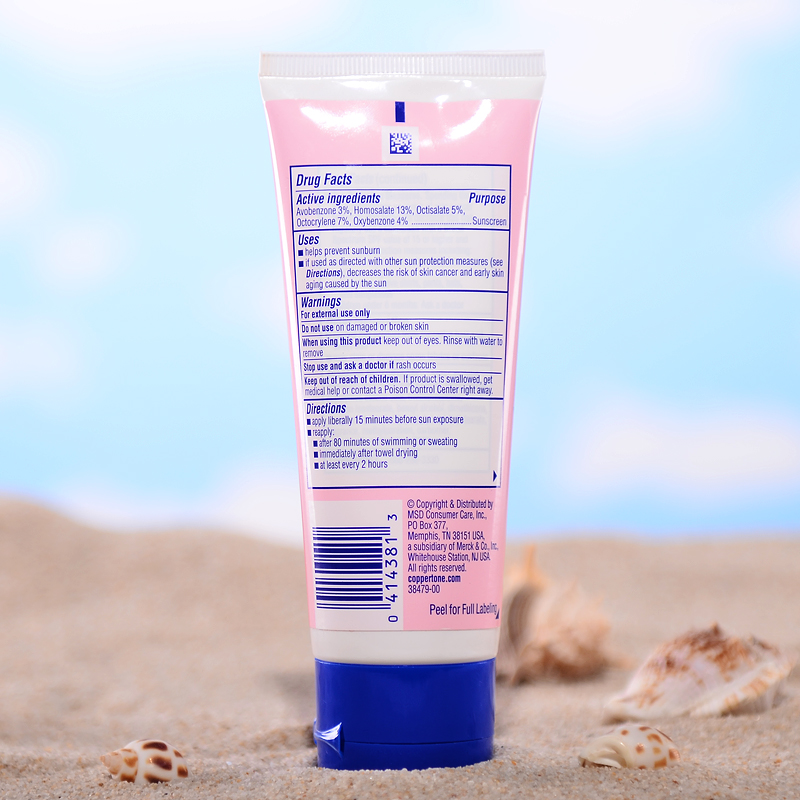 Drug Facts
Active ingredients Purpose
Avobenzone 3%, Homosalate 13%, Octisalate 5%,
Octocrylene 7%, Oxybenzone 4% ........................Sunscreen
Uses
■ helps prevent sunburn
■ if used as directed with other sun protection measures (see
Directions), decreases the risk of skin cancer and early skin
aging caused by the sun
Warnings
For external use only
Do not use on damaged or broken skin
When using this product keep out of eyes. Rinse with water to
remove
Stop use and ask a doctor if rash occurs
Keep out of reach of children. If product is swallowed, get
medical help or contact a Poison Control Center right away.
Directions
■ apply liberally 15 minutes before sun exposure
■ reapply:
■ after 80 minutes of swimming or sweating
■ immediately after towel drying
■ at least every 2 hours
© Copyright & Distributed by
MSD Consumer Care, Inc.,
PO Box 377,
Memphis, TN 38151 USA,
a subsidiary of Merck & Co., Inc.,
Whitehouse Station, NJ USA.
All rights reserved.
coppertone.com
38479-00
Peel for Full Labeling
0 414381 3